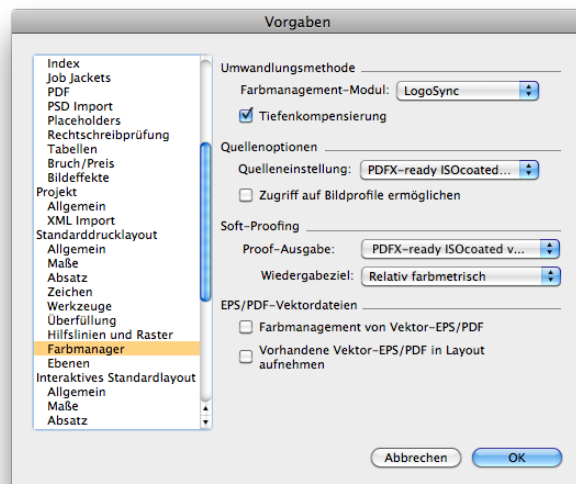 Vorgaben
Index
Job Jackets
PDF
PSD Import
Placeholders
Rechtschreibprüfung
Tabellen
Bruch/Preis
Bildeffekte
Projekt
Allgemein
XML Import
Standarddrucklayout
Allgemein
Maße
Absatz
Zeichen
Werkzeuge
Überfüllung
Hilfslinien und Raster
Farbmanager
Ebenen
Interaktives Standardlayout
Allgemein
Maße
Absatz
Umwandlungsmethode
Farbmanagement-Modul: LogoSync
Tiefenkompensierung
Quellenoptionen
Quelleneinstellung: PDFX-ready ISOcoated...
Zugriff auf Bildprofile ermöglichen
Soft-Proofing
Proof-Ausgabe: PDFX-ready ISOcoated v...
Wiedergabeziel: Relativ farbmetrisch
EPS/PDF-Vektordateien
Farbmanagement von Vektor-EPS/PDF
Vorhandene Vektor-EPS/PDF in Layout
aufnehmen
Abbrechen OK